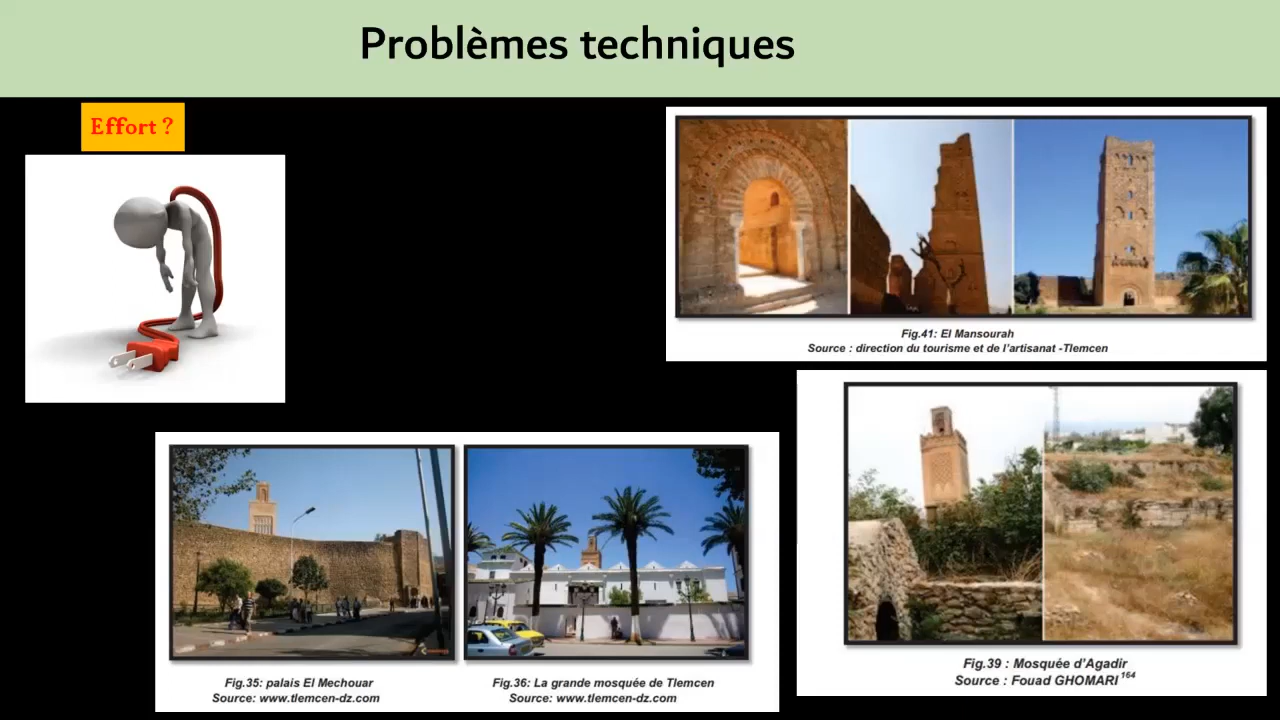 Problèmes techniques
Effort ?
Fig.41: El Mansourah
Source : direction du tourisme et de l'artisanat -Tlemcen
Fig.35: palais El Mechouar
Source: www.tlemcen-dz.com
Fig.36: La grande mosquée de Tlemcen
Source: www.tlemcen-dz.com
Fig.39 : Mosquée d'Agadir
Source : Fouad GHOMARI 164